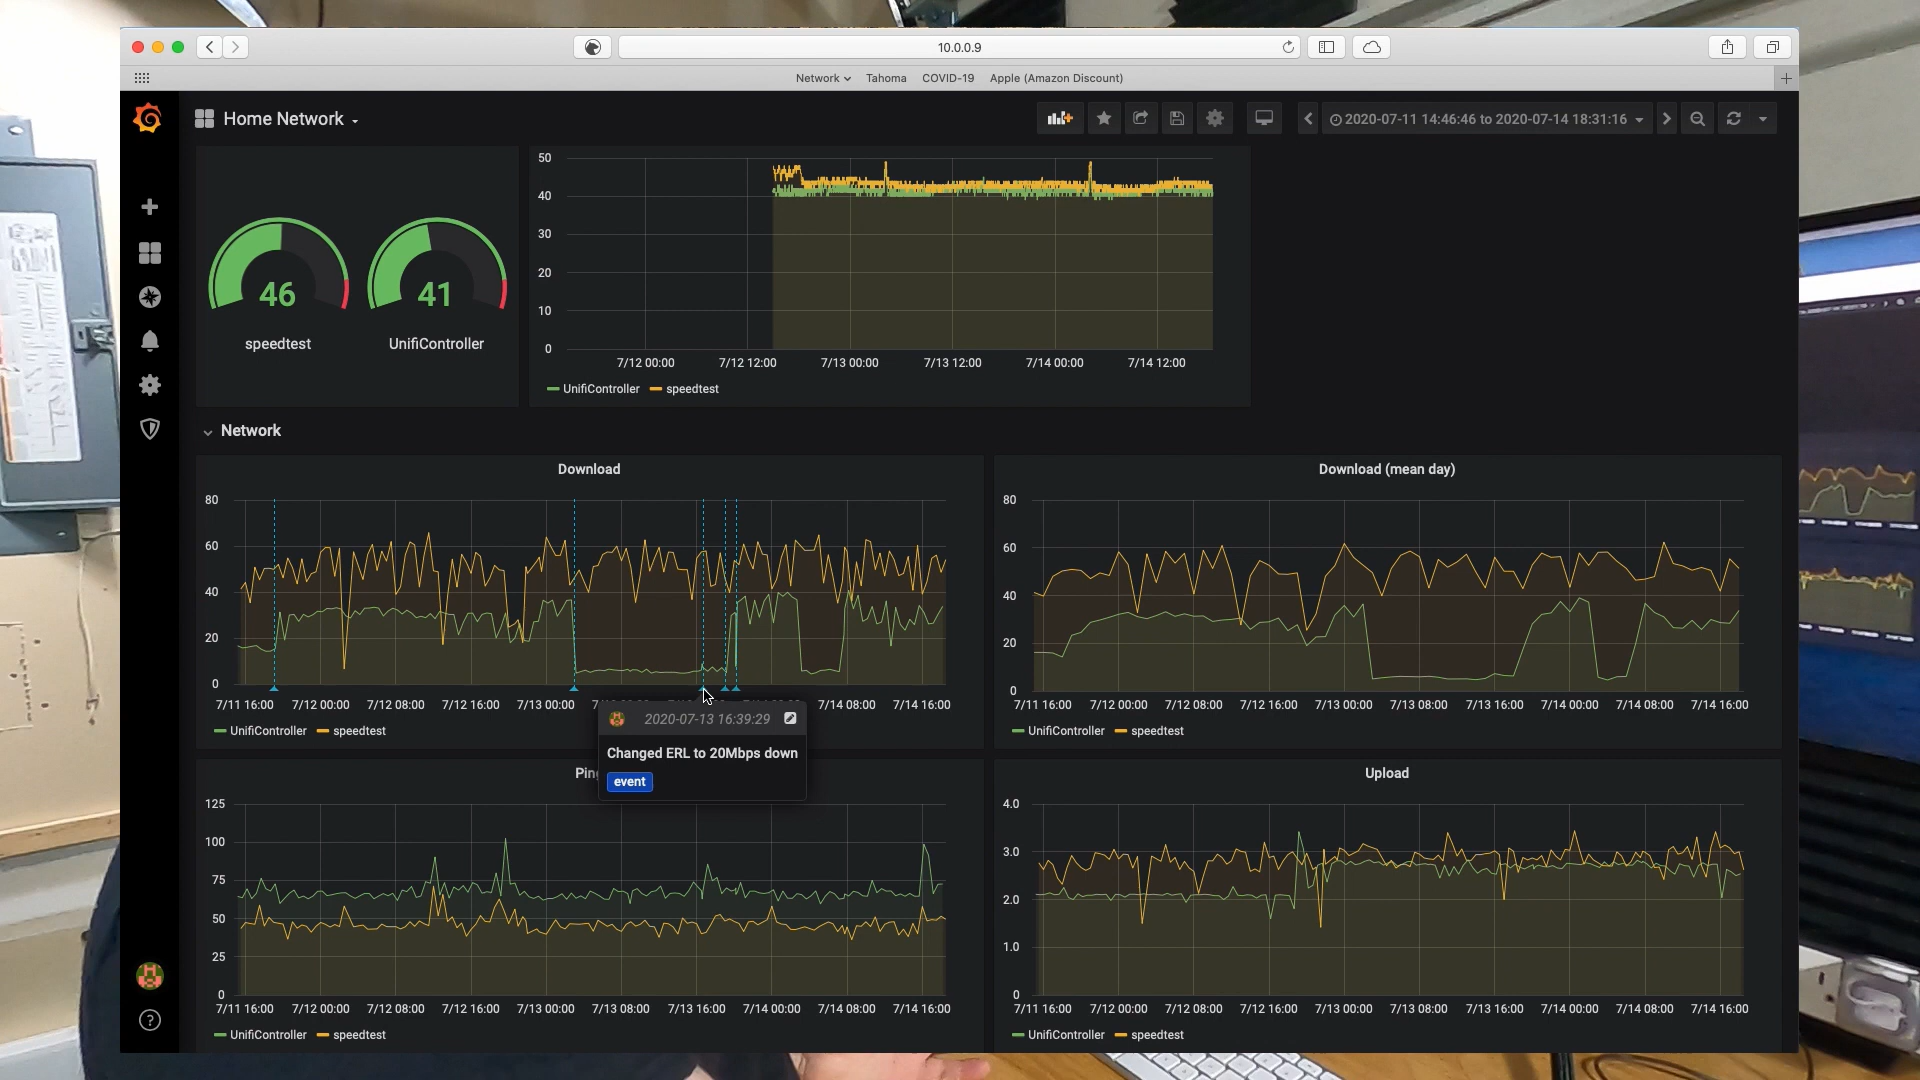 10.0.0.9
Network Tahoma COVID-19 Apple (Amazon Discount)
Home Network
2020-07-11 14:46:46 to 2020-07-14 18:31:16
46
speedtest
41
UnifiController
50
40
30
20
10
0
7/12 00:00 7/12 12:00 7/13 00:00 7/13 12:00 7/14 00:00 7/14 12:00
UnifiController speedtest
Network
Download
80
60
40
20
0
7/11 16:00 7/12 00:00 7/12 08:00 7/12 16:00 7/13 00:00 7/14 08:00 7/14 16:00
UnifiController speedtest
2020-07-13 16:39:29
Changed ERL to 20Mbps down
event
Download (mean day)
80
60
40
20
0
7/11 16:00 7/12 00:00 7/12 08:00 7/12 16:00 7/13 00:00 7/13 08:00 7/13 16:00 7/14 00:00 7/14 08:00 7/14 16:00
UnifiController speedtest
Ping
125
100
75
50
25
0
7/11 16:00 7/12 00:00 7/12 08:00 7/12 16:00 7/13 00:00 7/13 08:00 7/13 16:00 7/14 00:00 7/14 08:00 7/14 16:00
UnifiController speedtest
Upload
4.0
3.0
2.0
1.0
0
7/11 16:00 7/12 00:00 7/12 08:00 7/12 16:00 7/13 00:00 7/13 08:00 7/13 16:00 7/14 00:00 7/14 08:00 7/14 16:00
UnifiController speedtest